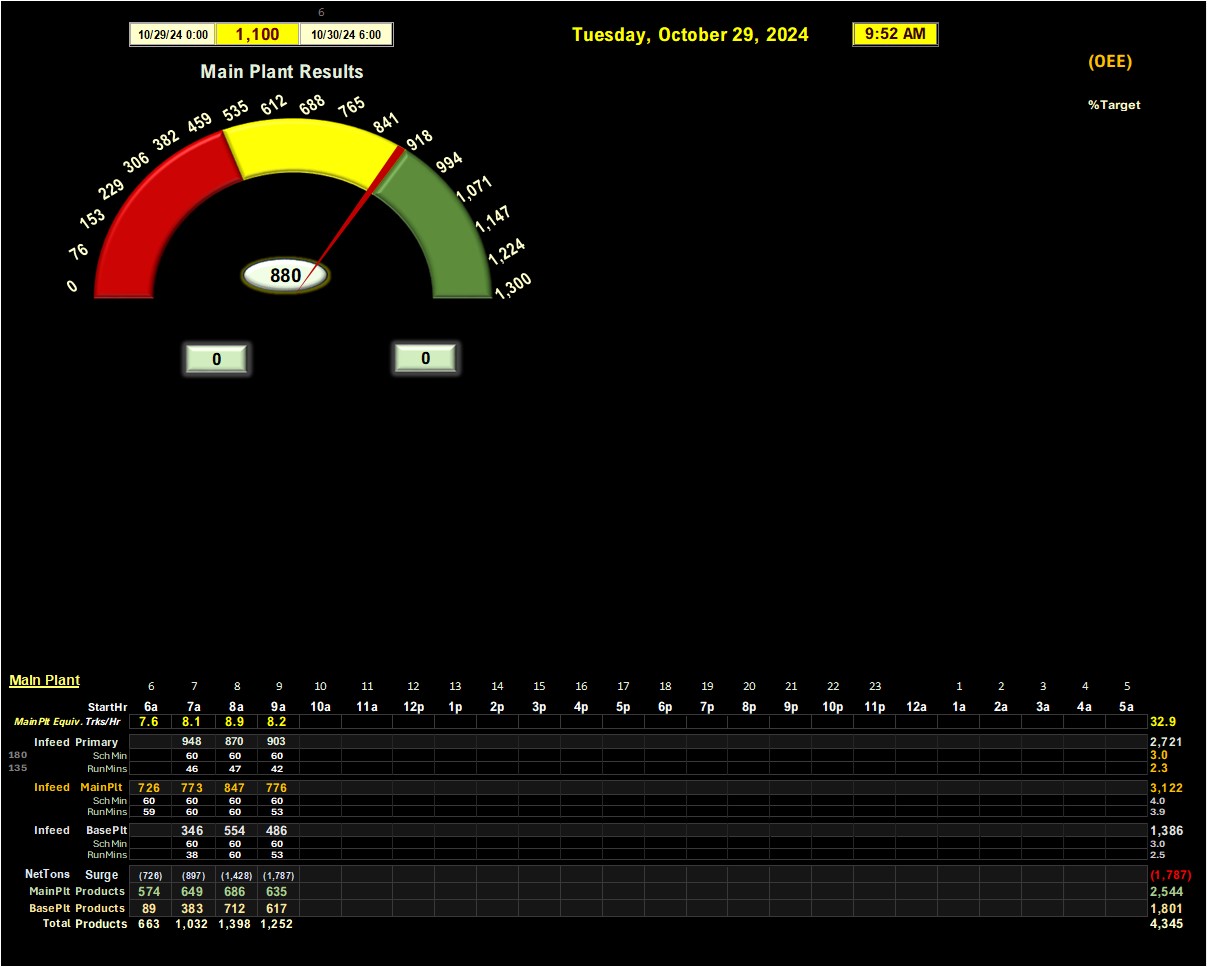 6
10/29/24 0:00 1,100 10/30/24 6:00 Tuesday, October 29, 2024 9:52 AM
(OEE)
Main Plant Results
%Target
0 76 153 229 306 382 459 535 612 688 765 841 918 994 1,071 1,147 1,224 1,300
880
0 0
Main Plant
6 7 8 9 10 11 12 13 14 15 16 17 18 19 20 21 22 23 1 2 3 4 5
StartHr 6a 7a 8a 9a 10a 11a 12p 1p 2p 3p 4p 5p 6p 7p 8p 9p 10p 11p 12a 1a 2a 3a 4a 5a
MainPlt Equiv. Trks/Hr 7.6 8.1 8.9 8.2 32.9
Infeed Primary 948 870 903 2,721
180 SchMin 60 60 60 3.0
135 RunMins 46 47 42 2.3
Infeed MainPlt 726 773 847 776 3,122
SchMin 60 60 60 60 4.0
RunMins 59 60 60 53 3.9
Infeed BasePlt 346 554 486 1,386
SchMin 60 60 60 3.0
RunMins 38 60 53 2.5
NetTons Surge (726) (897) (1,428) (1,787) (1,787)
MainPlt Products 574 649 686 635 2,544
BasePlt Products 89 383 712 617 1,801
Total Products 663 1,032 1,398 1,252 4,345